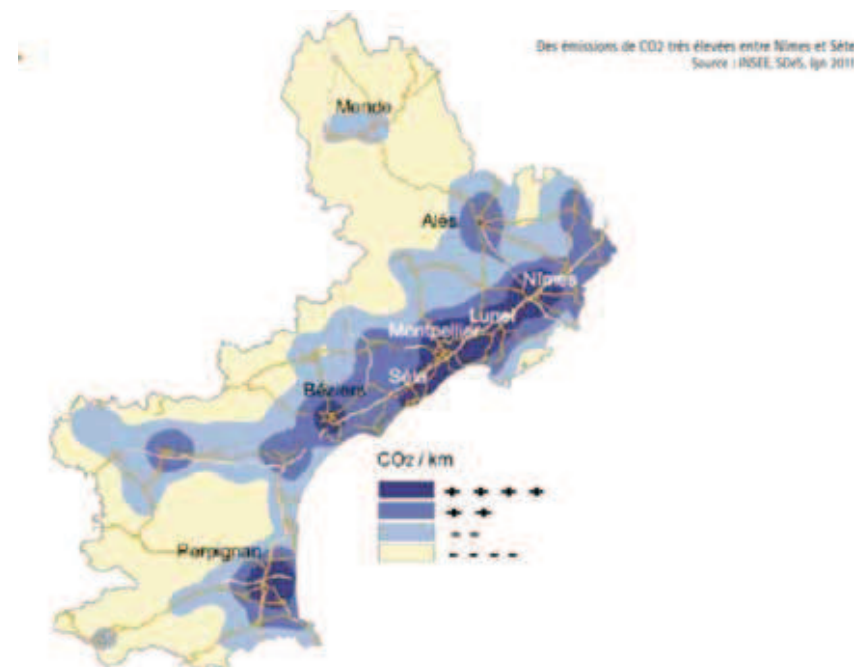 Des émissions de CO2 très élevées entre Nîmes et Sète
Source : INSEE, SOeS, Ign 2011
Mende
Alès
Nîmes
Lunel
Montpellier
Sète
Béziers
CO2 / km
+ + + +
+ +
- -
Perpignan
- - - -